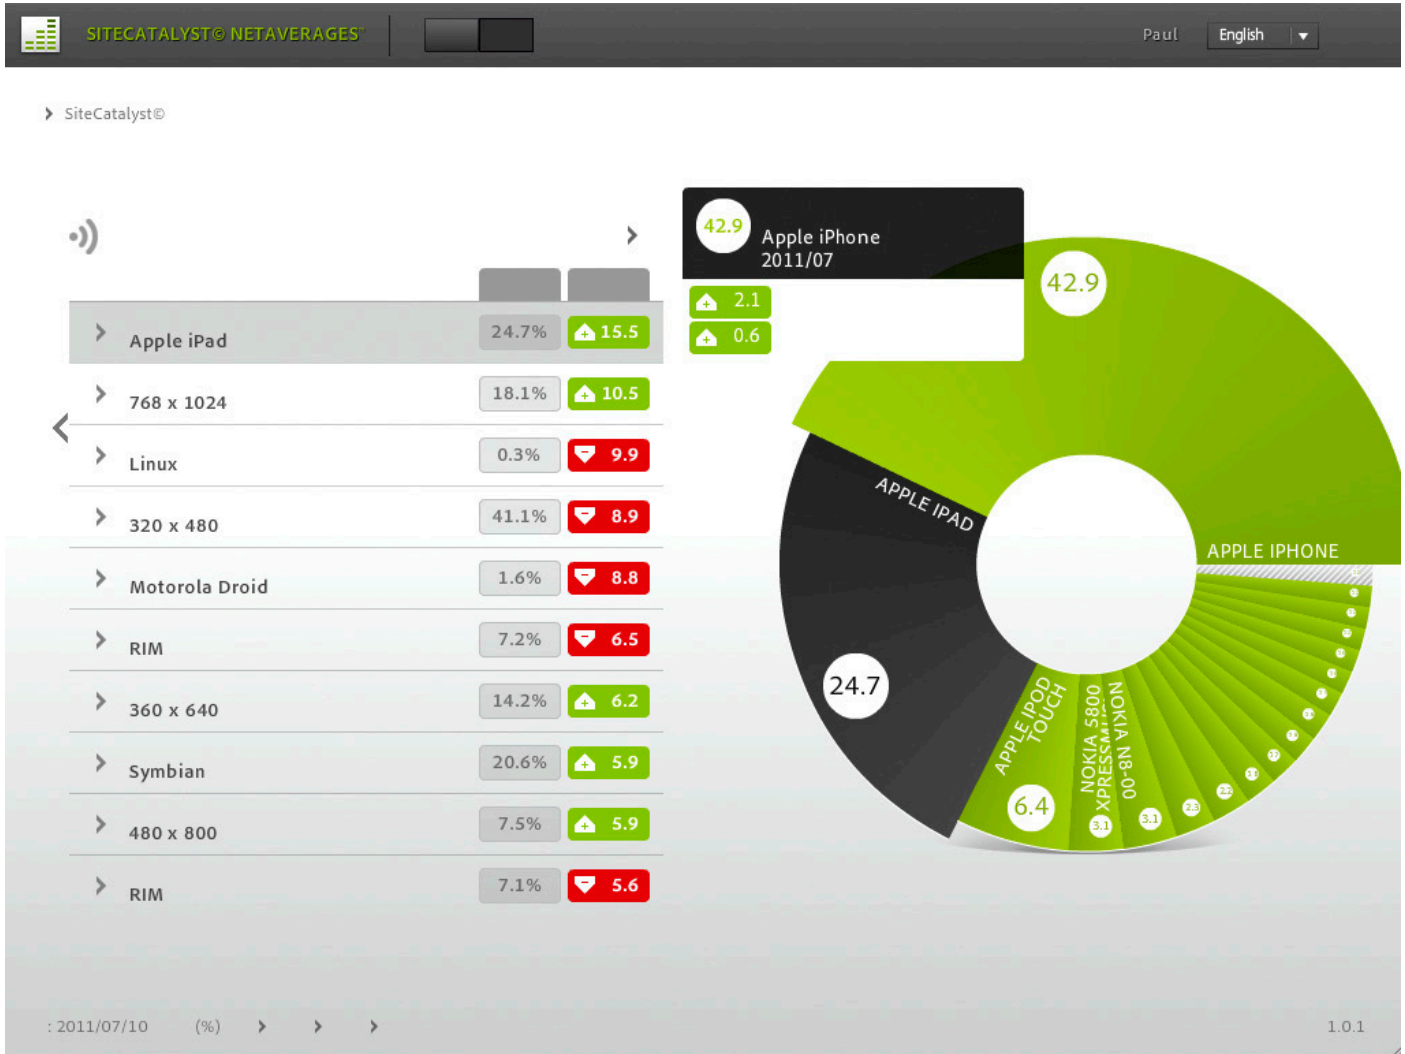 SITECATALYST© NETAVERAGES™
Paul
English
SiteCatalyst©
Apple iPad 24.7% 15.5
768 x 1024 18.1% 10.5
Linux 0.3% 9.9
320 x 480 41.1% 8.9
Motorola Droid 1.6% 8.8
RIM 7.2% 6.5
360 x 640 14.2% 6.2
Symbian 20.6% 5.9
480 x 800 7.5% 5.9
RIM 7.1% 5.6
42.9
Apple iPhone
2011/07
2.1
0.6
42.9
APPLE IPHONE
APPLE IPAD
24.7
APPLE IPOD
TOUCH
6.4
NOKIA 5800
3.1
NOKIA N8-00
3.1
2.3
2.2
: 2011/07/10 (%)
1.0.1